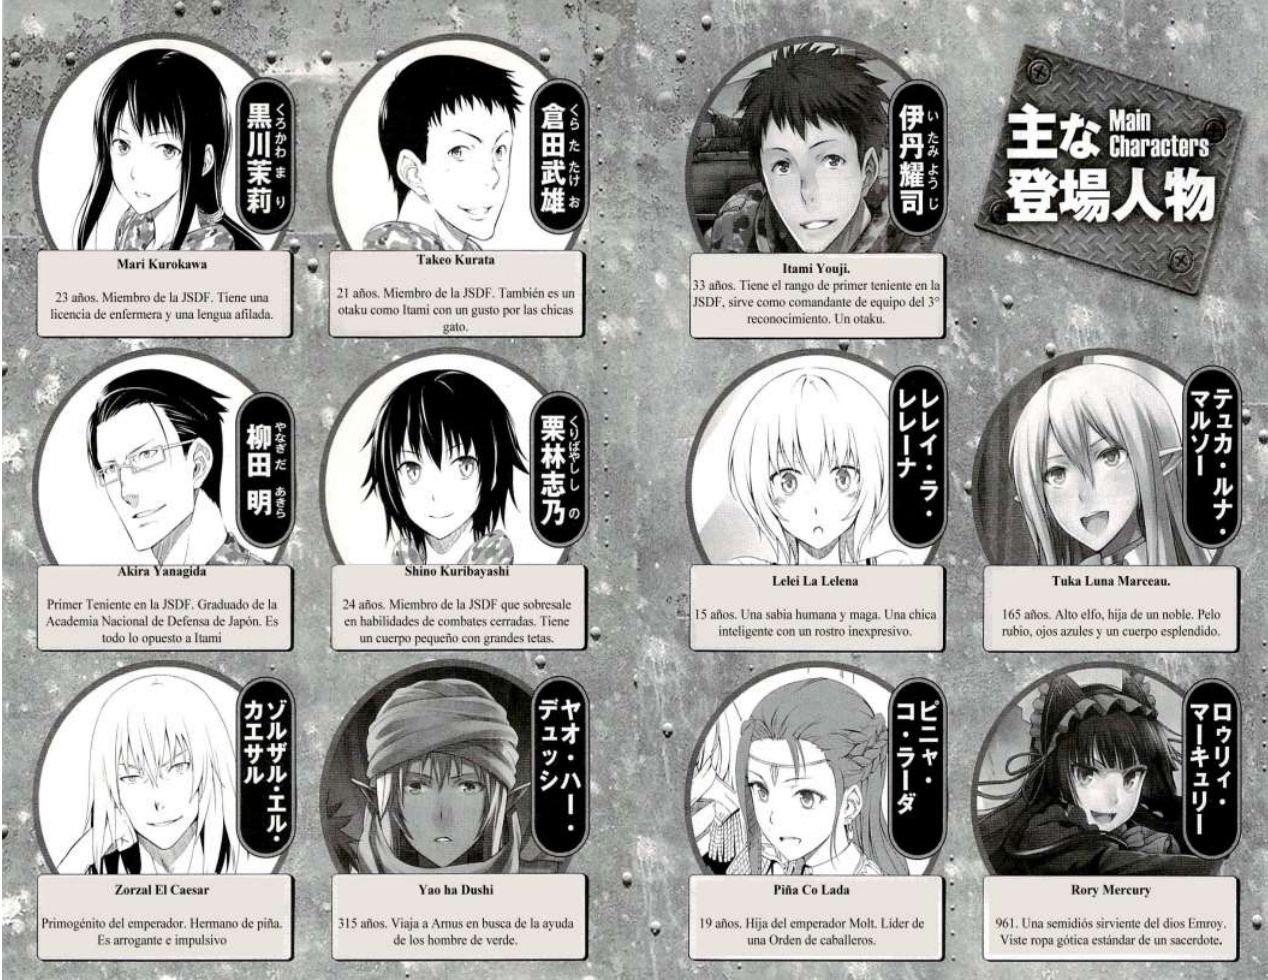 主な
Main
Characters
登場人物
くろかわ まり
黒川茉莉
Mari Kurokawa
23 años. Miembro de la JSDF. Tiene una
licencia de enfermera y una lengua afilada.
くら た たけ お
倉田武雄
Takeo Kurata
21 años. Miembro de la JSDF. También es un
otaku como Itami con un gusto por las chicas
gato.
い たみ よう じ
伊丹耀司
Itami Youji.
33 años. Tiene el rango de primer teniente en la
JSDF, sirve como comandante de equipo del 3°
reconocimiento. Un otaku.
やなぎ だ あきら
柳田 明
Akira Yanagida
Primer Teniente en la JSDF. Graduado de la
Academia Nacional de Defensa de Japón. Es
todo lo opuesto a Itami
くりばやし し の
栗林志乃
Shino Kuribayashi
24 años. Miembro de la JSDF que sobresale
en habilidades de combates cerradas. Tiene
un cuerpo pequeño con grandes tetas.
レレイ・ラ・
レレーナ
Lelei La Lelena
15 años. Una sabia humana y maga. Una chica
inteligente con un rostro inexpresivo.
テュカ・ルナ・
マルソー
Tuka Luna Marceau.
165 años. Alto elfo, hija de un noble. Pelo
rubio, ojos azules y un cuerpo esplendido.
ゾルザル・エル・
カエサル
Zorzal El Caesar
Primogénito del emperador. Hermano de piña.
Es arrogante e impulsivo
ヤオ・ハー・
デュッシ
Yao ha Dushi
315 años. Viaja a Arnus en busca de la ayuda
de los hombre de verde.
ピニャ・
コ・ラーダ
Piña Co Lada
19 años. Hija del emperador Molt. Líder de
una Orden de caballeros.
ロゥリィ・
マーキュリー
Rory Mercury
961. Una semidiós sirviente del dios Emroy.
Viste ropa gótica estándar de un sacerdote.